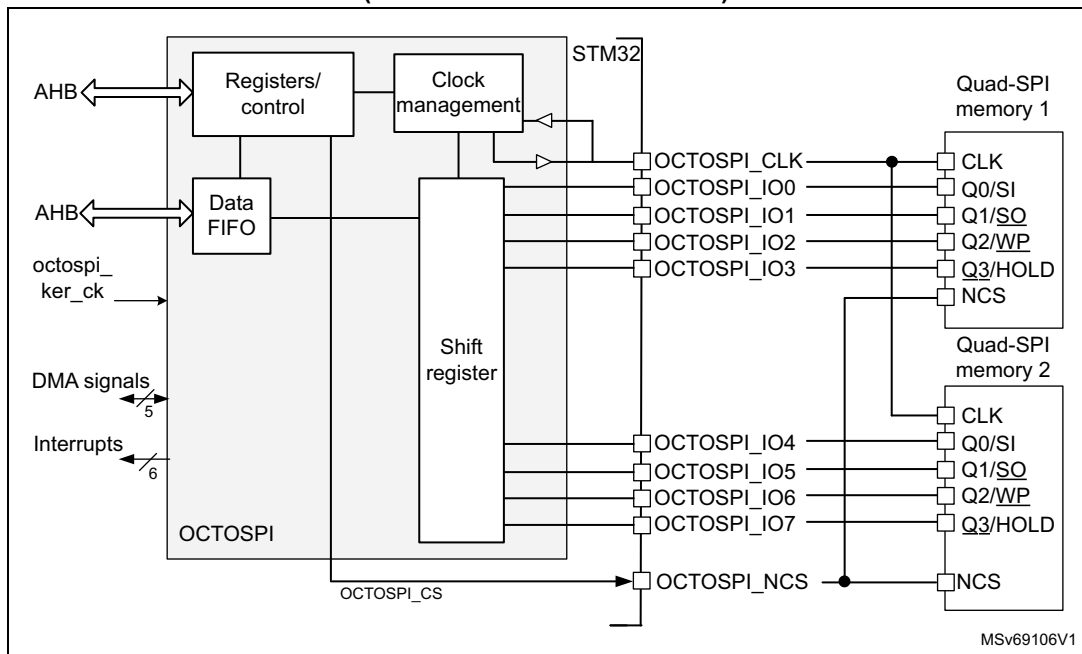 STM32
Registers/
control
Clock
management
AHB
Data
FIFO
AHB
octospi_
ker_ck
Shift
register
DMA signals
5
Interrupts
6
OCTOSPI
OCTOSPI_CS
OCTOSPI_CLK
OCTOSPI_IO0
OCTOSPI_IO1
OCTOSPI_IO2
OCTOSPI_IO3
OCTOSPI_IO4
OCTOSPI_IO5
OCTOSPI_IO6
OCTOSPI_IO7
OCTOSPI_NCS
Quad-SPI
memory 1
CLK
Q0/SI
Q1/SO
Q2/WP
Q3/HOLD
NCS
Quad-SPI
memory 2
CLK
Q0/SI
Q1/SO
Q2/WP
Q3/HOLD
NCS
MSv69106V1